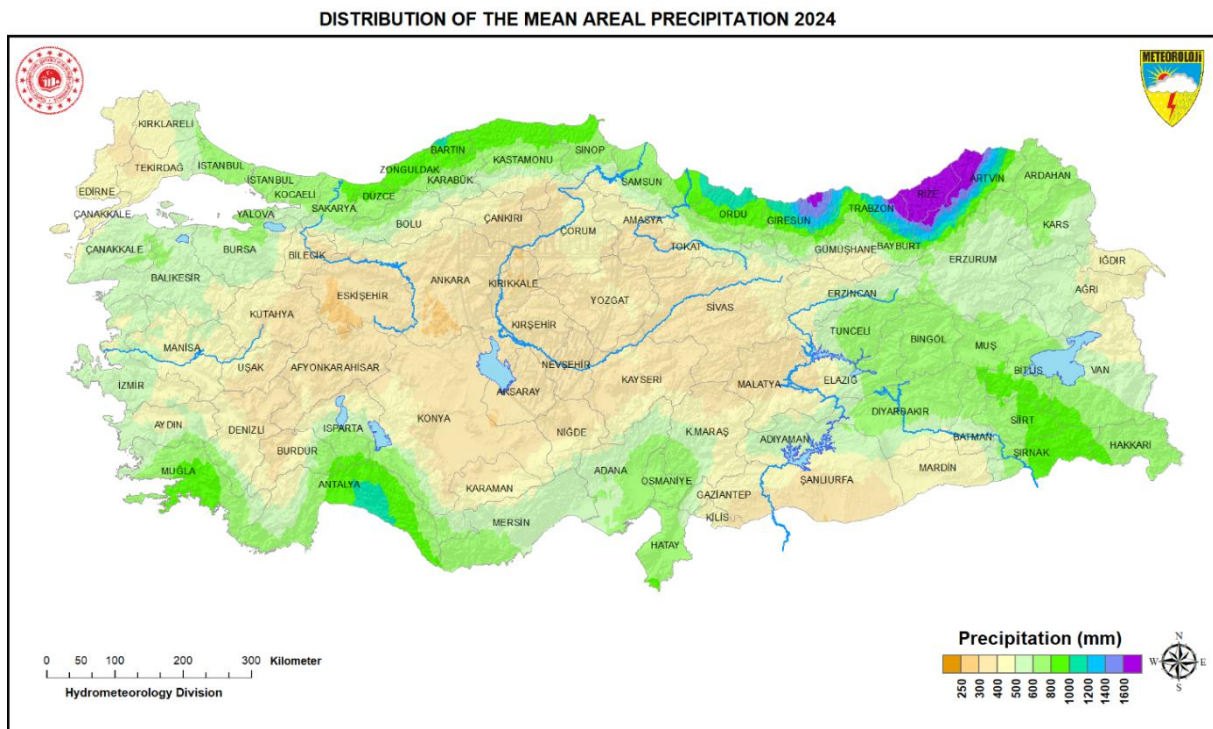 DISTRIBUTION OF THE MEAN AREAL PRECIPITATION 2024
METEOROLOJİ
KIRKLARELİ
TEKİRDAĞ
İSTANBUL
EDİRNE
ÇANAKKALE
İSTANBUL
KOCAELİ
YALOVA
SAKARYA
DÜZCE
ZONGULDAK
BARTIN
KARABÜK
KASTAMONU
SİNOP
SAMSUN
BOLU
ÇANKIRI
ÇORUM
AMASYA
TOKAT
ORDU
GİRESUN
TRABZON
RİZE
ARTVİN
ARDAHAN
KARS
GÜMÜŞHANE
BAYBURT
ERZURUM
IĞDIR
AĞRI
ÇANAKKALE
BURSA
BALIKESİR
BİLECİK
ESKİŞEHİR
ANKARA
KIRIKKALE
YOZGAT
SİVAS
ERZİNCAN
TUNCELİ
BİNGÖL
MUŞ
BİTLİS
VAN
KÜTAHYA
MANİSA
UŞAK
AFYONKARAHİSAR
KIRŞEHİR
NEVŞEHİR
AKSARAY
KAYSERİ
MALATYA
ELAZIĞ
DİYARBAKIR
SİİRT
BATMAN
ŞIRNAK
HAKKARİ
İZMİR
AYDIN
DENİZLİ
ISPARTA
BURDUR
KONYA
NİĞDE
K.MARAŞ
ADIYAMAN
MARDİN
ŞANLIURFA
MUĞLA
ANTALYA
KARAMAN
MERSİN
ADANA
OSMANİYE
GAZİANTEP
KİLİS
HATAY
0 50 100 200 300 Kilometer
Hydrometeorology Division
Precipitation (mm)
250 300 400 500 600 800 1000 1200 1400 1600
N
W E
S